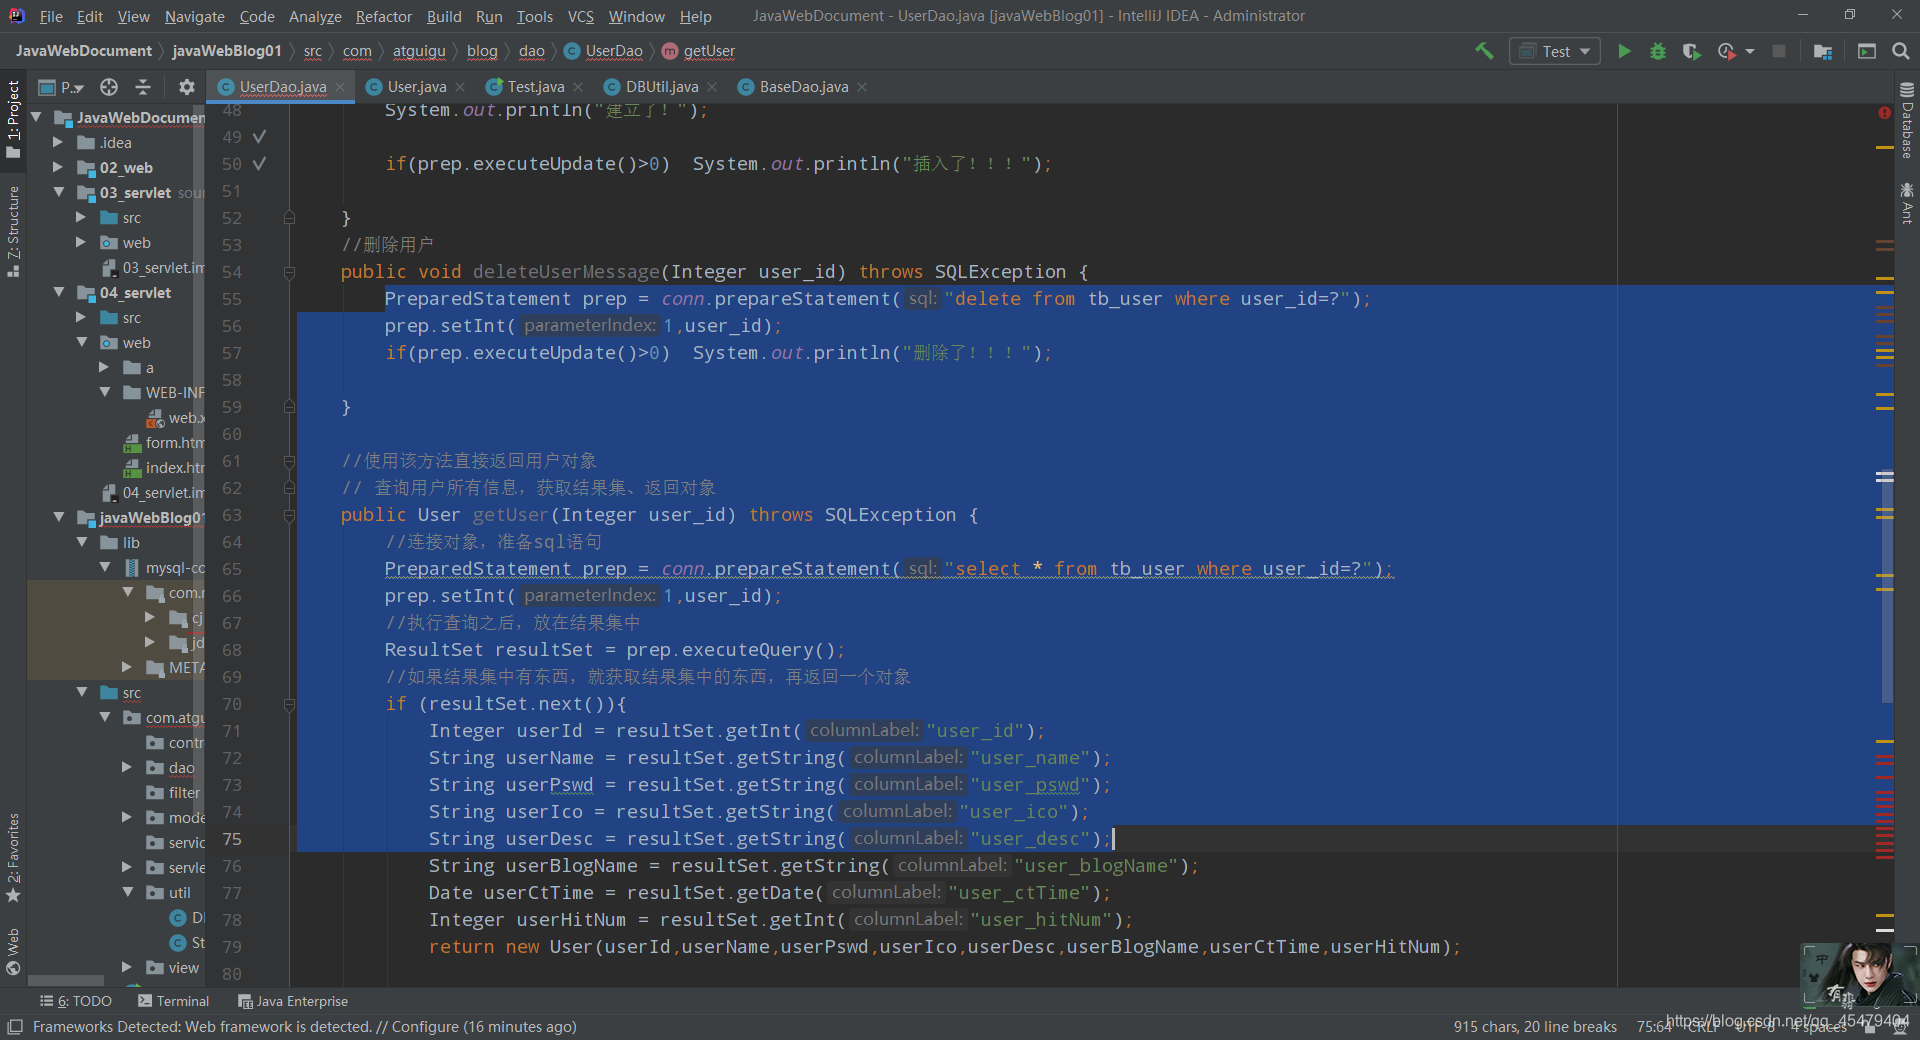 File Edit View Navigate Code Analyze Refactor Build Run Tools VCS Window Help JavaWebDocument - UserDao.java [javaWebBlog01] - IntelliJ IDEA - Administrator
JavaWebDocument javaWebBlog01 src com atguigu blog dao UserDao getUser Test
P.. UserDao.java User.java Test.java DBUtil.java BaseDao.java
1: Project
7: Structure
2: Favorites
Web
Database
Ant
JavaWebDocumen
.idea
02_web
03_servlet sour
src
web
03_servlet.im
04_servlet
src
web
a
WEB-INF
web.x
form.htm
index.htm
04_servlet.im
javaWebBlog01
lib
mysql-co
com.r
cj
jd
META
src
com.atgu
contr
dao
filter
mode
servic
servle
util
DI
St
view
48 System.out.println("建立了!");
49
50 if(prep.executeUpdate()>0) System.out.println("插入了!!!");
51
52 }
53 //删除用户
54 public void deleteUserMessage(Integer user_id) throws SQLException {
55 PreparedStatement prep = conn.prepareStatement( sql: "delete from tb_user where user_id=?");
56 prep.setInt( parameterIndex: 1,user_id);
57 if(prep.executeUpdate()>0) System.out.println("删除了!!!");
58
59 }
60
61 //使用该方法直接返回用户对象
62 // 查询用户所有信息，获取结果集、返回对象
63 public User getUser(Integer user_id) throws SQLException {
64 //连接对象，准备sql语句
65 PreparedStatement prep = conn.prepareStatement( sql: "select * from tb_user where user_id=?");
66 prep.setInt( parameterIndex: 1,user_id);
67 //执行查询之后，放在结果集中
68 ResultSet resultSet = prep.executeQuery();
69 //如果结果集中有东西，就获取结果集中的东西，再返回一个对象
70 if (resultSet.next()){
71 Integer userId = resultSet.getInt( columnLabel: "user_id");
72 String userName = resultSet.getString( columnLabel: "user_name");
73 String userPswd = resultSet.getString( columnLabel: "user_pswd");
74 String userIco = resultSet.getString( columnLabel: "user_ico");
75 String userDesc = resultSet.getString( columnLabel: "user_desc");
76 String userBlogName = resultSet.getString( columnLabel: "user_blogName");
77 Date userCtTime = resultSet.getDate( columnLabel: "user_ctTime");
78 Integer userHitNum = resultSet.getInt( columnLabel: "user_hitNum");
79 return new User(userId,userName,userPswd,userIco,userDesc,userBlogName,userCtTime,userHitNum);
80
中
6: TODO Terminal Java Enterprise
Frameworks Detected: Web framework is detected. // Configure (16 minutes ago) 915 chars, 20 line breaks 75:64 CRLF UTF-8 4 spaces
https://blog.csdn.net/qq_45479404